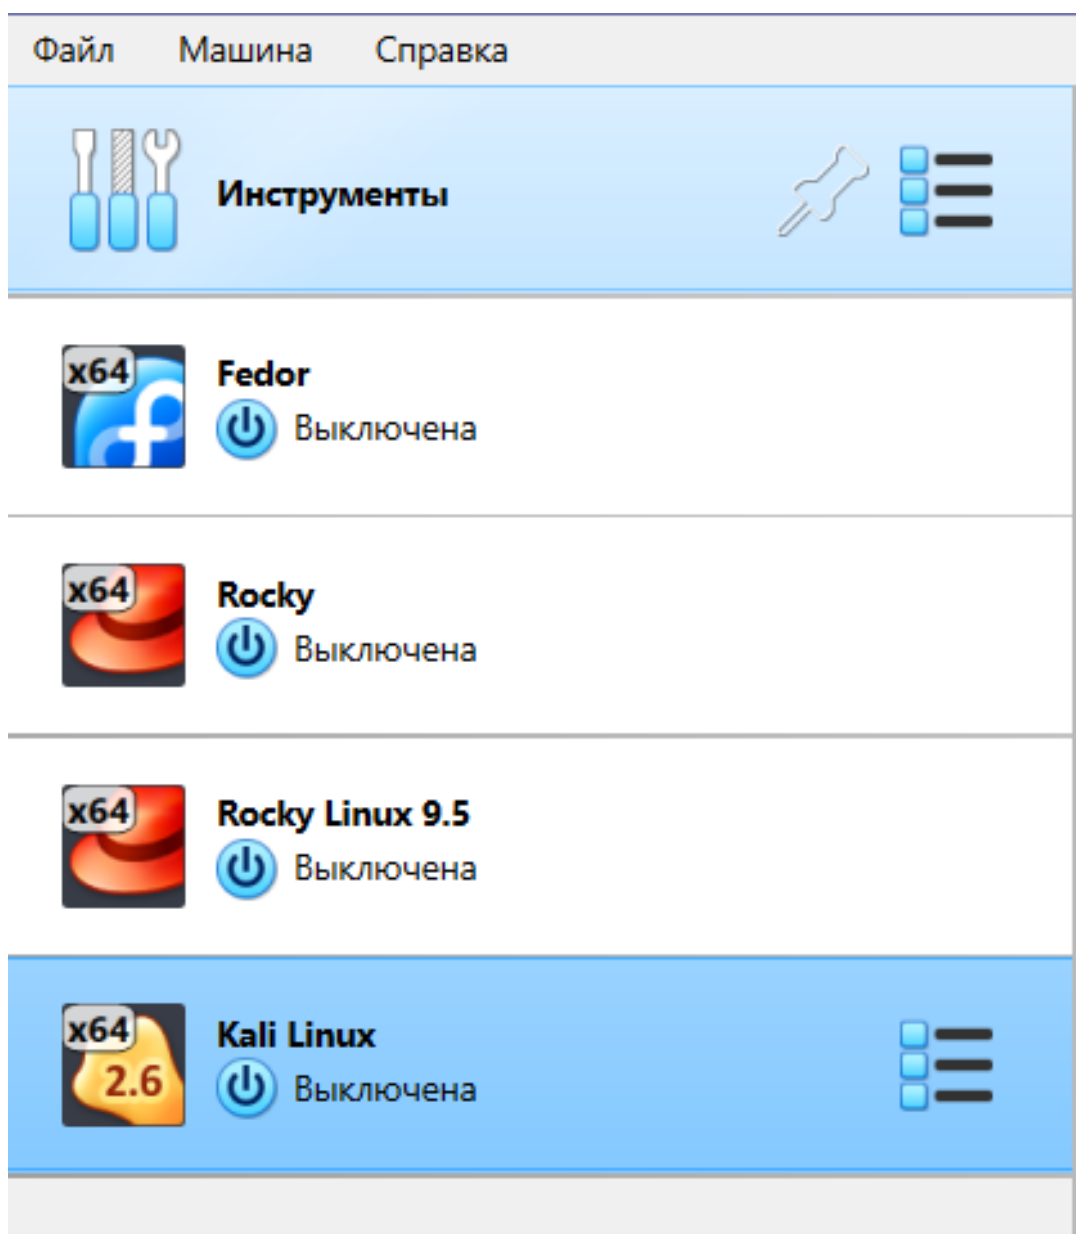 Файл Машина Справка
Инструменты
x64
Fedor
Выключена
x64
Rocky
Выключена
x64
Rocky Linux 9.5
Выключена
x64
2.6
Kali Linux
Выключена